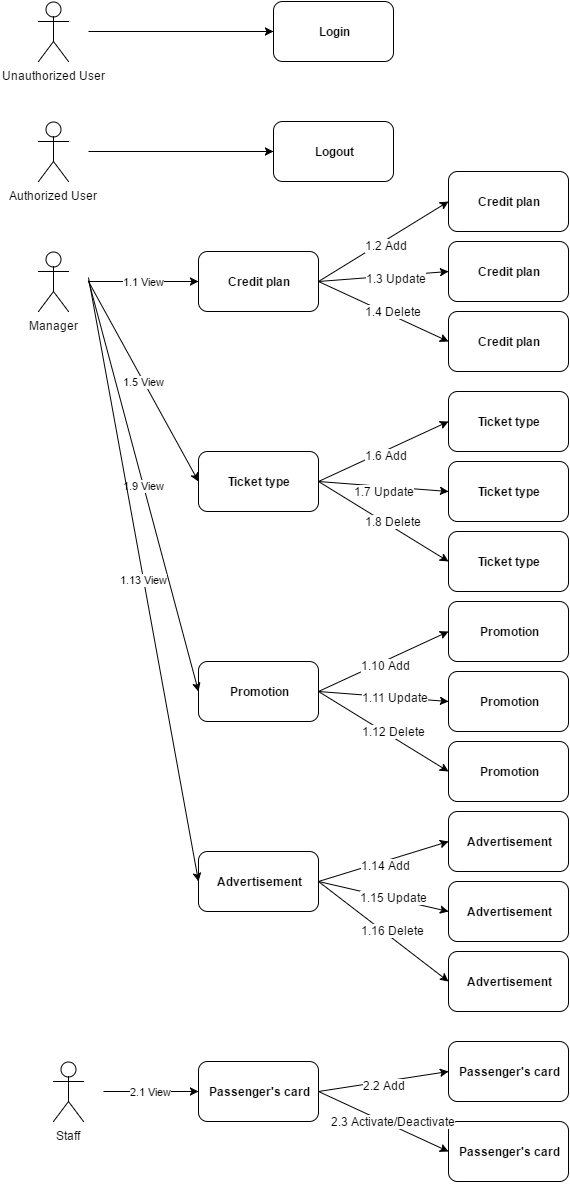 Login
Unauthorized User
Logout
Authorized User
Credit plan
1.2 Add
Credit plan
1.3 Update
1.1 View
Credit plan
1.4 Delete
Manager
Credit plan
1.5 View
Ticket type
1.6 Add
Ticket type
1.7 Update
Ticket type
1.9 View
1.8 Delete
Ticket type
1.13 View
Promotion
1.10 Add
Promotion
1.11 Update
Promotion
1.12 Delete
Promotion
Advertisement
1.14 Add
Advertisement
1.15 Update
Advertisement
1.16 Delete
Advertisement
Passenger's card
2.2 Add
2.1 View
Passenger's card
2.3 Activate/Deactivate
Staff
Passenger's card